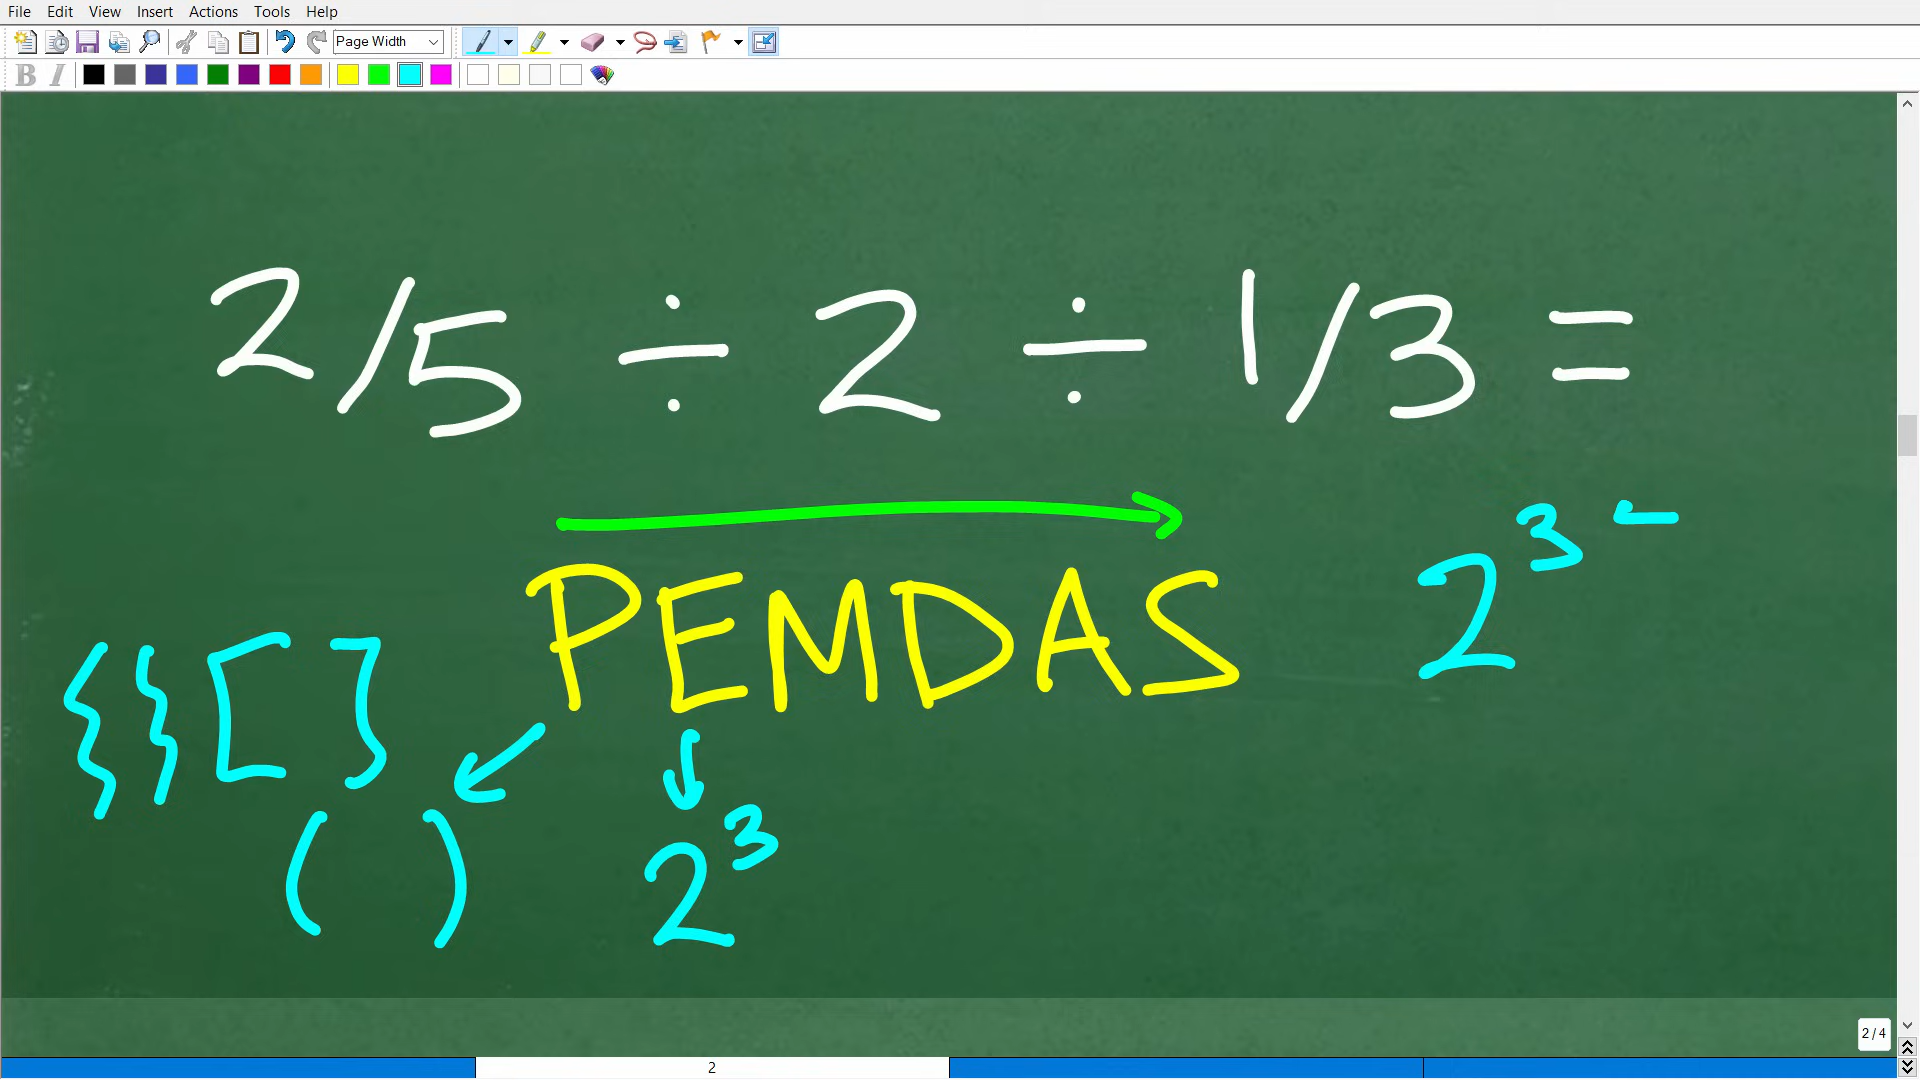 File Edit View Insert Actions Tools Help
Page Width
B I
2/5 ÷ 2 ÷ 1/3 =
PEMDAS
2³
{ } [ ]
( )
2³
2 / 4
2